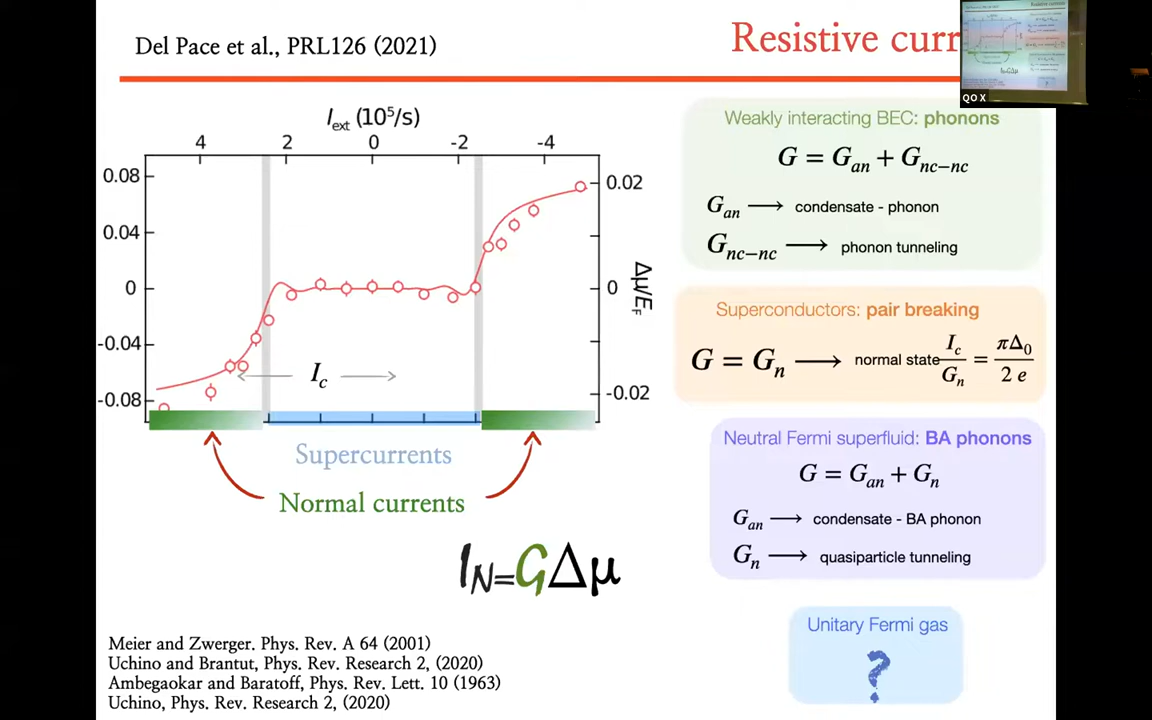 Del Pace et al., PRL126 (2021)
Resistive curr
QO X
I_ext (10^5/s)
4 2 0 -2 -4
0.08
0.04
0
-0.04
-0.08
0.02
0
-0.02
Δμ/E_F
I_c
Supercurrents
Normal currents
I_N=GΔμ
Meier and Zwerger. Phys. Rev. A 64 (2001)
Uchino and Brantut, Phys. Rev. Research 2, (2020)
Ambegaokar and Baratoff, Phys. Rev. Lett. 10 (1963)
Uchino, Phys. Rev. Research 2, (2020)
Weakly interacting BEC: phonons
G = G_an + G_nc−nc
G_an ⟶ condensate - phonon
G_nc−nc ⟶ phonon tunneling
Superconductors: pair breaking
G = G_n ⟶ normal state I_c/G_n = πΔ_0/2 e
Neutral Fermi superfluid: BA phonons
G = G_an + G_n
G_an ⟶ condensate - BA phonon
G_n ⟶ quasiparticle tunneling
Unitary Fermi gas
?